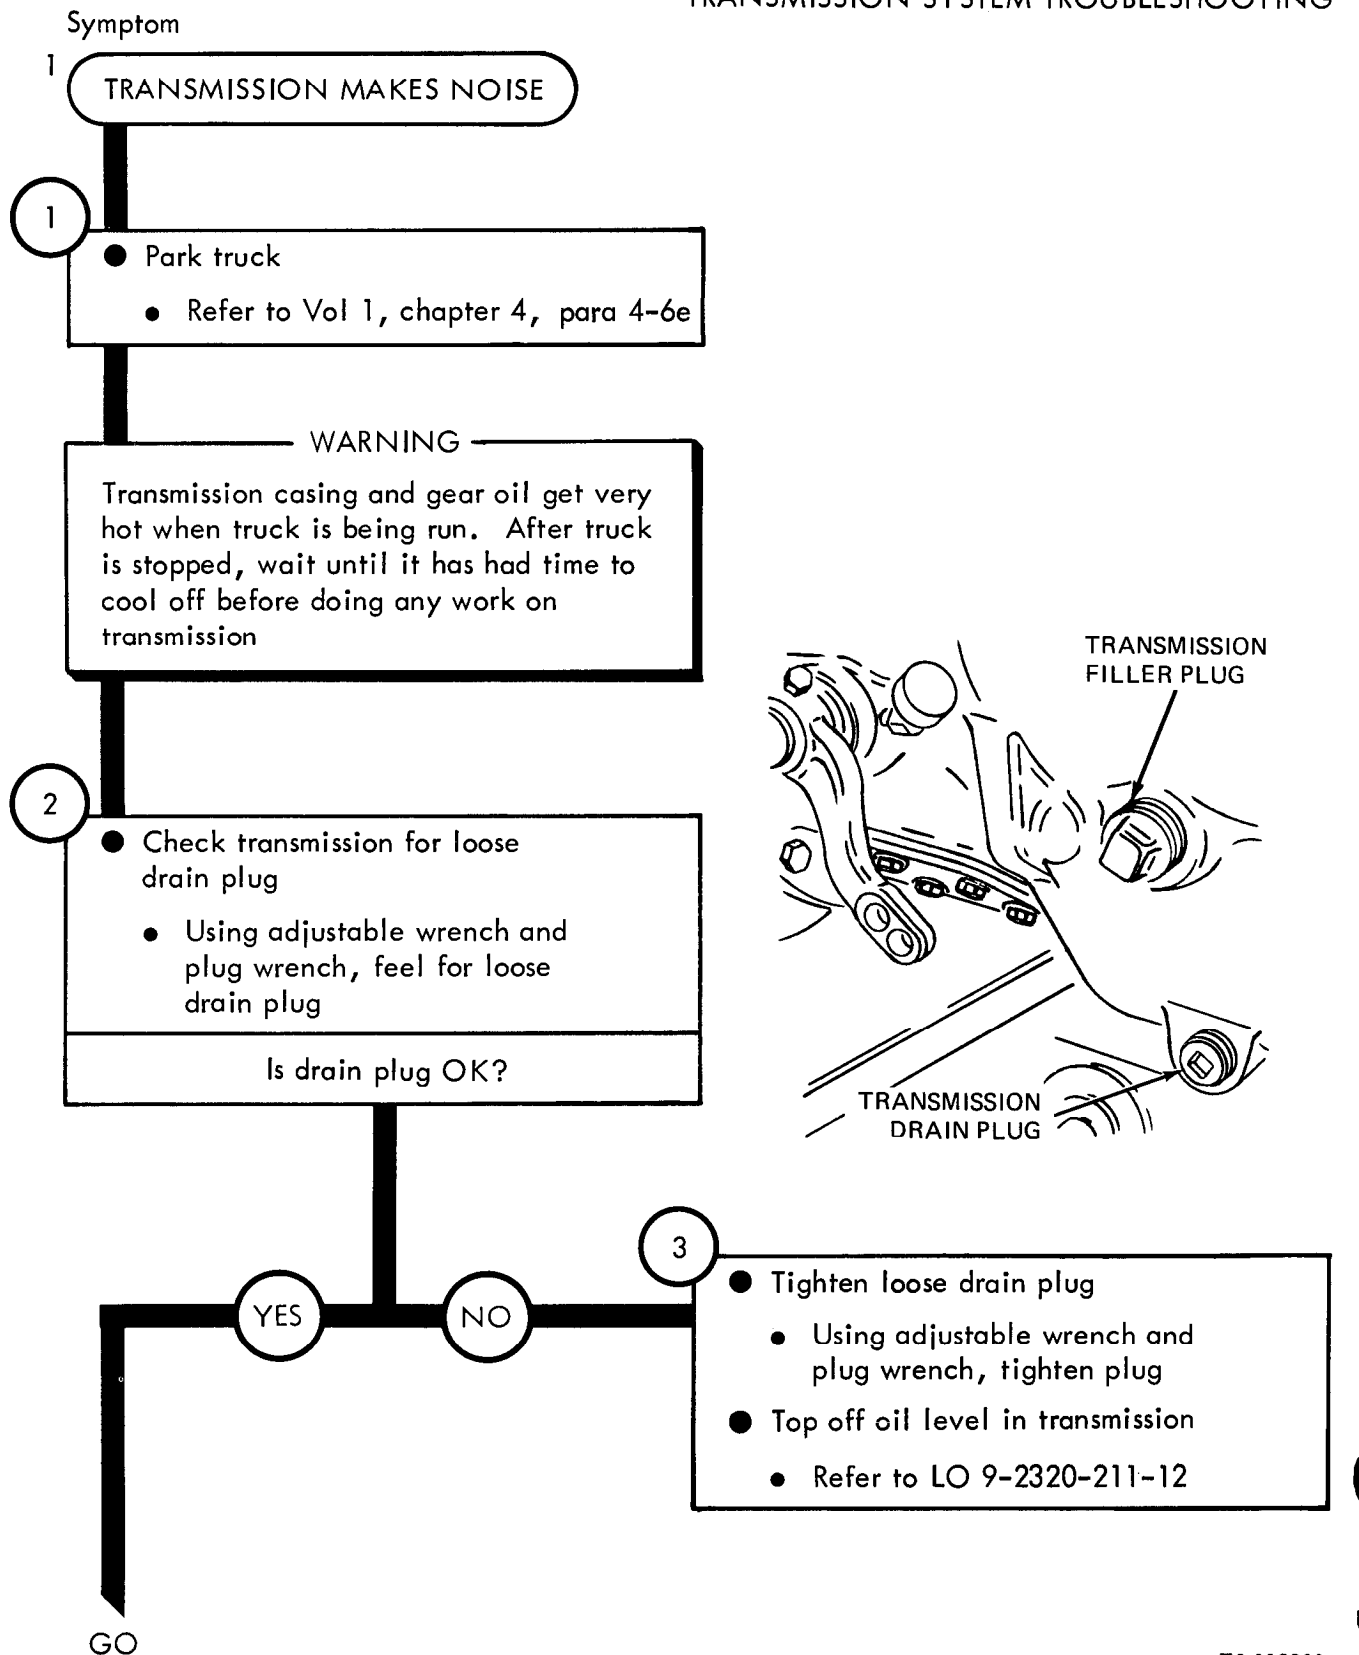 TRANSMISSION SYSTEM TROUBLESHOOTING
Symptom
1
TRANSMISSION MAKES NOISE
1
● Park truck
● Refer to Vol 1, chapter 4, para 4-6e
WARNING
Transmission casing and gear oil get very
hot when truck is being run. After truck
is stopped, wait until it has had time to
cool off before doing any work on
transmission
TRANSMISSION
FILLER PLUG
2
● Check transmission for loose
drain plug
● Using adjustable wrench and
plug wrench, feel for loose
drain plug
Is drain plug OK?
TRANSMISSION
DRAIN PLUG
YES
NO
3
● Tighten loose drain plug
● Using adjustable wrench and
plug wrench, tighten plug
● Top off oil level in transmission
● Refer to LO 9-2320-211-12
GO